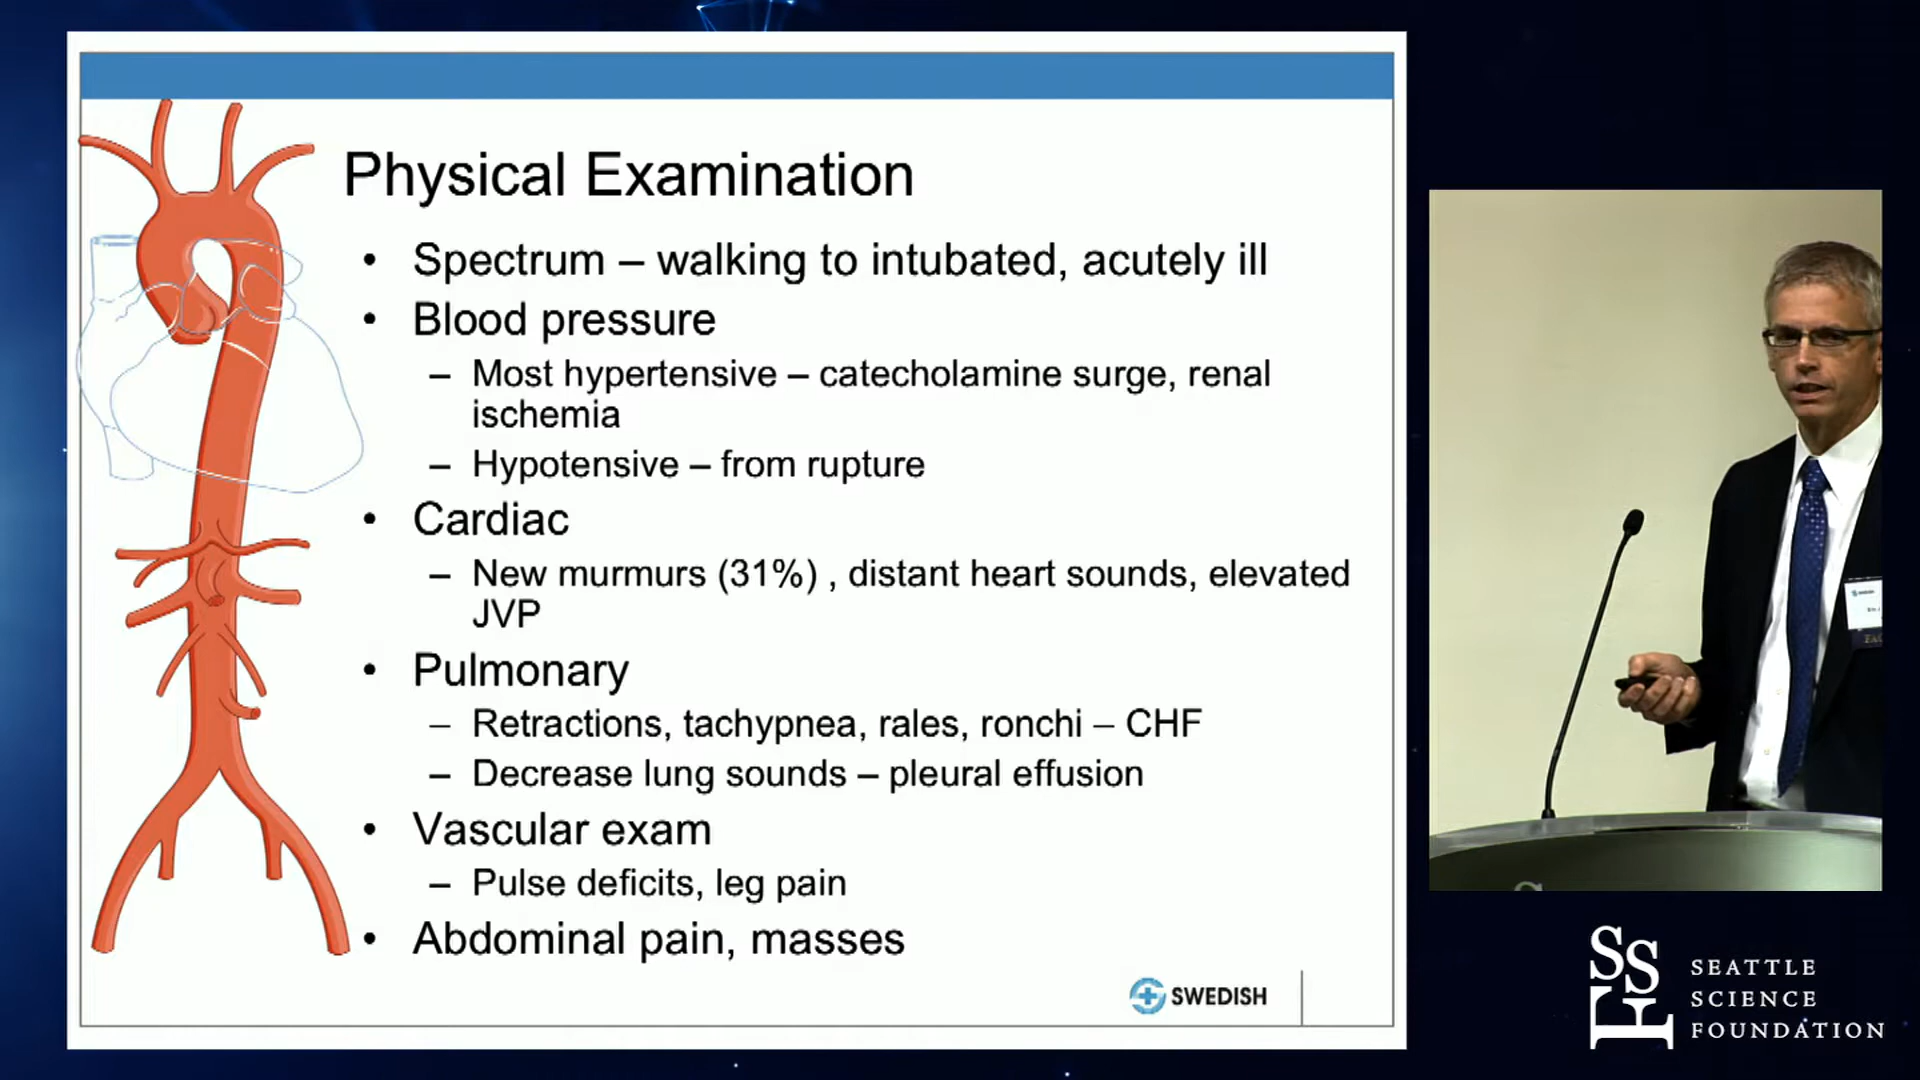 Physical Examination
• Spectrum – walking to intubated, acutely ill
• Blood pressure
– Most hypertensive – catecholamine surge, renal
ischemia
– Hypotensive – from rupture
• Cardiac
– New murmurs (31%) , distant heart sounds, elevated
JVP
• Pulmonary
– Retractions, tachypnea, rales, ronchi – CHF
– Decrease lung sounds – pleural effusion
• Vascular exam
– Pulse deficits, leg pain
• Abdominal pain, masses
SWEDISH
SSF
SEATTLE
SCIENCE
FOUNDATION